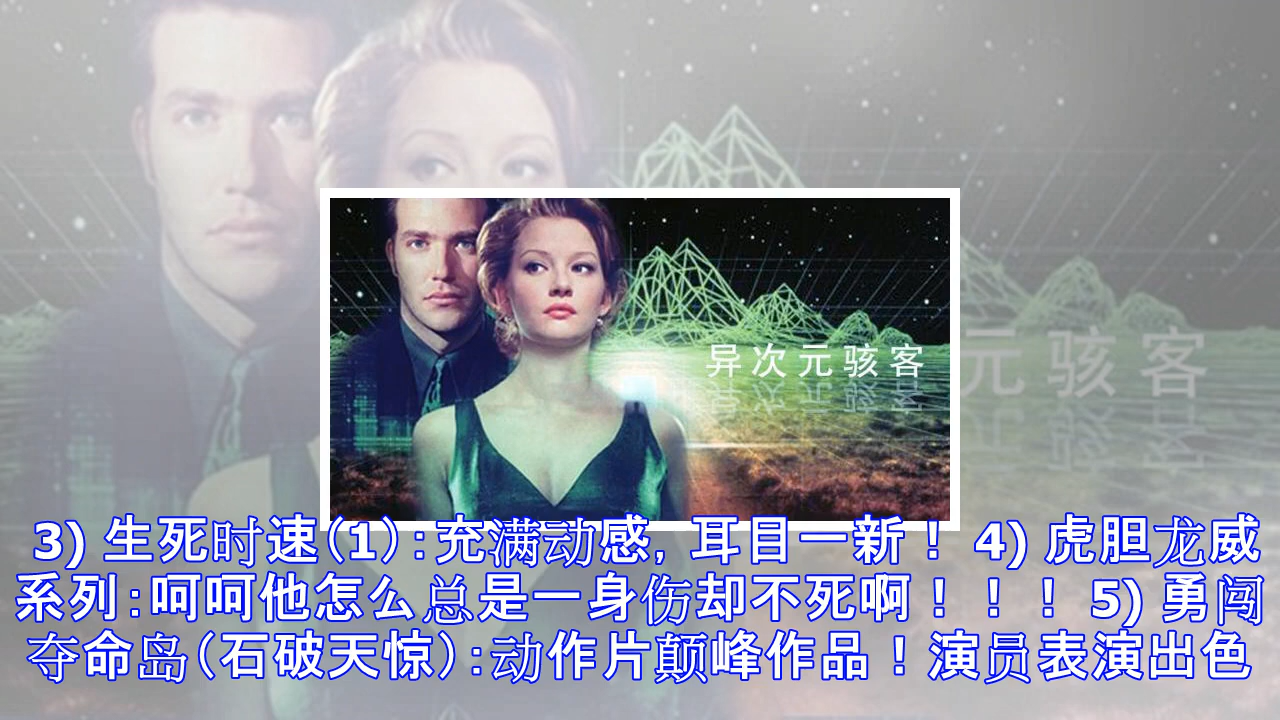 异次元骇客
元骇客
3) 生死时速(1):充满动感,耳目一新！ 4) 虎胆龙威
系列:呵呵他怎么总是一身伤却不死啊！！！ 5) 勇闯
夺命岛(石破天惊):动作片颠峰作品！演员表演出色